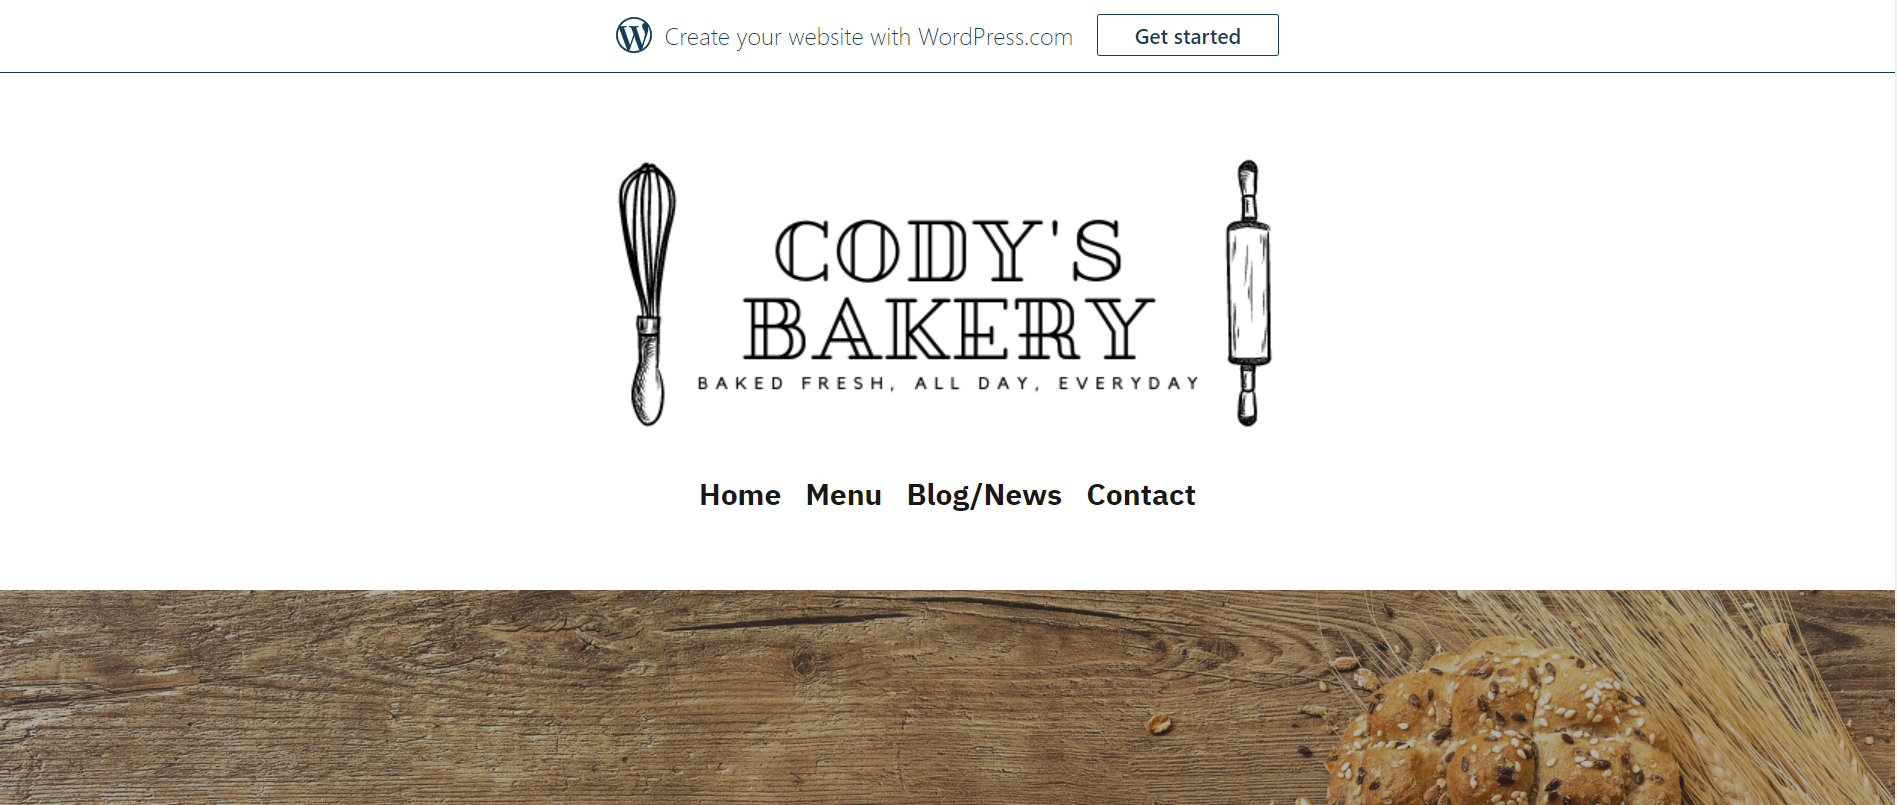 Create your website with WordPress.com
Get started
CODY'S
BAKERY
BAKED FRESH, ALL DAY, EVERYDAY
Home Menu Blog/News Contact